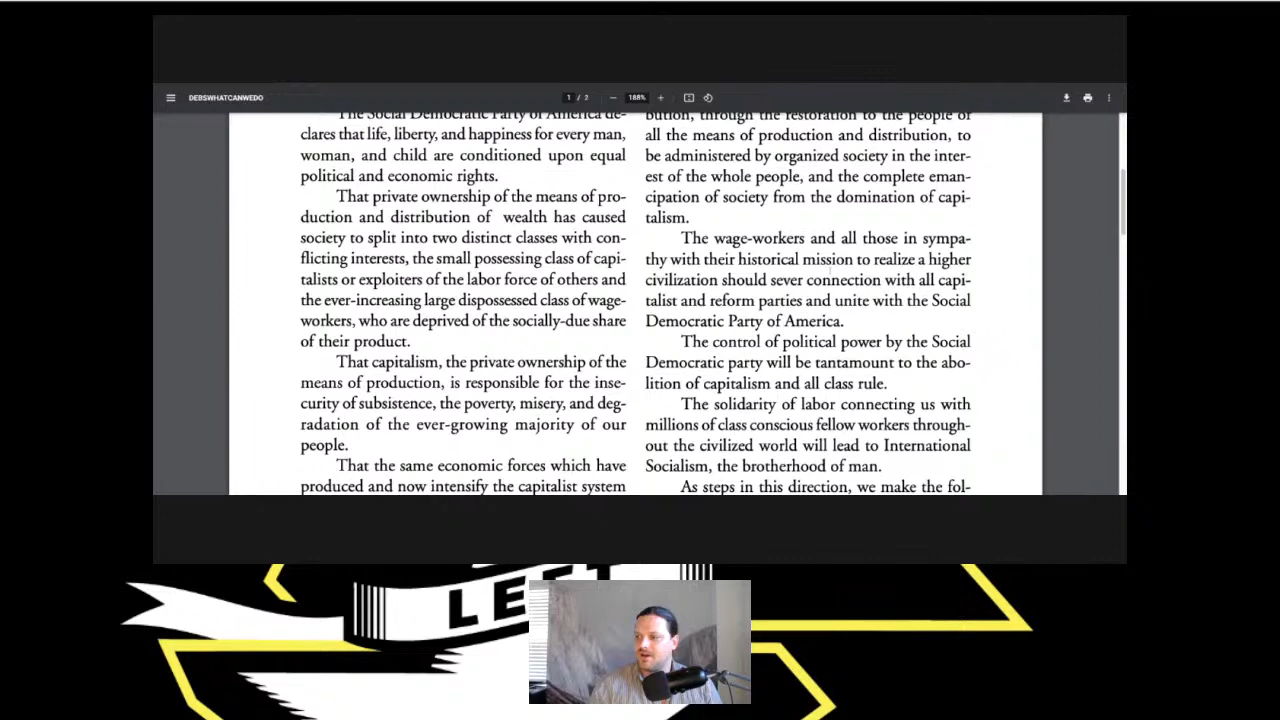 DEBSWHATCANWEDO
1 / 2
188%
The Social Democratic Party of America de-
clares that life, liberty, and happiness for every man,
woman, and child are conditioned upon equal
political and economic rights.
That private ownership of the means of pro-
duction and distribution of wealth has caused
society to split into two distinct classes with con-
flicting interests, the small possessing class of capi-
talists or exploiters of the labor force of others and
the ever-increasing large dispossessed class of wage-
workers, who are deprived of the socially-due share
of their product.
That capitalism, the private ownership of the
means of production, is responsible for the inse-
curity of subsistence, the poverty, misery, and deg-
radation of the ever-growing majority of our
people.
That the same economic forces which have
produced and now intensify the capitalist system
bution, through the restoration to the people of
all the means of production and distribution, to
be administered by organized society in the inter-
est of the whole people, and the complete eman-
cipation of society from the domination of capi-
talism.
The wage-workers and all those in sympa-
thy with their historical mission to realize a higher
civilization should sever connection with all capi-
talist and reform parties and unite with the Social
Democratic Party of America.
The control of political power by the Social
Democratic party will be tantamount to the abo-
lition of capitalism and all class rule.
The solidarity of labor connecting us with
millions of class conscious fellow workers through-
out the civilized world will lead to International
Socialism, the brotherhood of man.
As steps in this direction, we make the fol-
LEFT